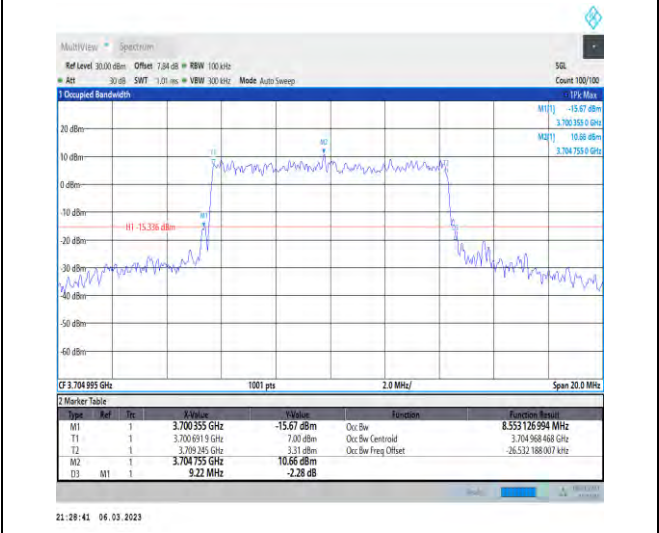 MultiView Spectrum
Ref Level 30.00 dBm Offset 7.84 dB RBW 100 kHz SGL
Att 30 dB SWT 1.01 ms VBW 300 kHz Mode Auto Sweep Count 100/100
1 Occupied Bandwidth 1Pk Max
M1[1] -15.67 dBm
3.700 355 0 GHz
M2[1] 10.66 dBm
3.704 755 0 GHz
20 dBm
M2
T1
10 dBm
0 dBm
-10 dBm
M1
H1 -15.336 dBm
-20 dBm
-30 dBm
-40 dBm
-50 dBm
-60 dBm
CF 3.704 995 GHz 1001 pts 2.0 MHz/ Span 20.0 MHz
2 Marker Table
Type Ref Trc X-Value Y-Value Function Function Result
M1 1 3.700 355 GHz -15.67 dBm Occ Bw 8.553 126 994 MHz
T1 1 3.700 691 9 GHz 7.00 dBm Occ Bw Centroid 3.704 968 468 GHz
T2 1 3.709 245 GHz 3.31 dBm Occ Bw Freq Offset -26.532 188 007 kHz
M2 1 3.704 755 GHz 10.66 dBm
D3 M1 1 9.22 MHz -2.28 dB
21:28:41 06.03.2023